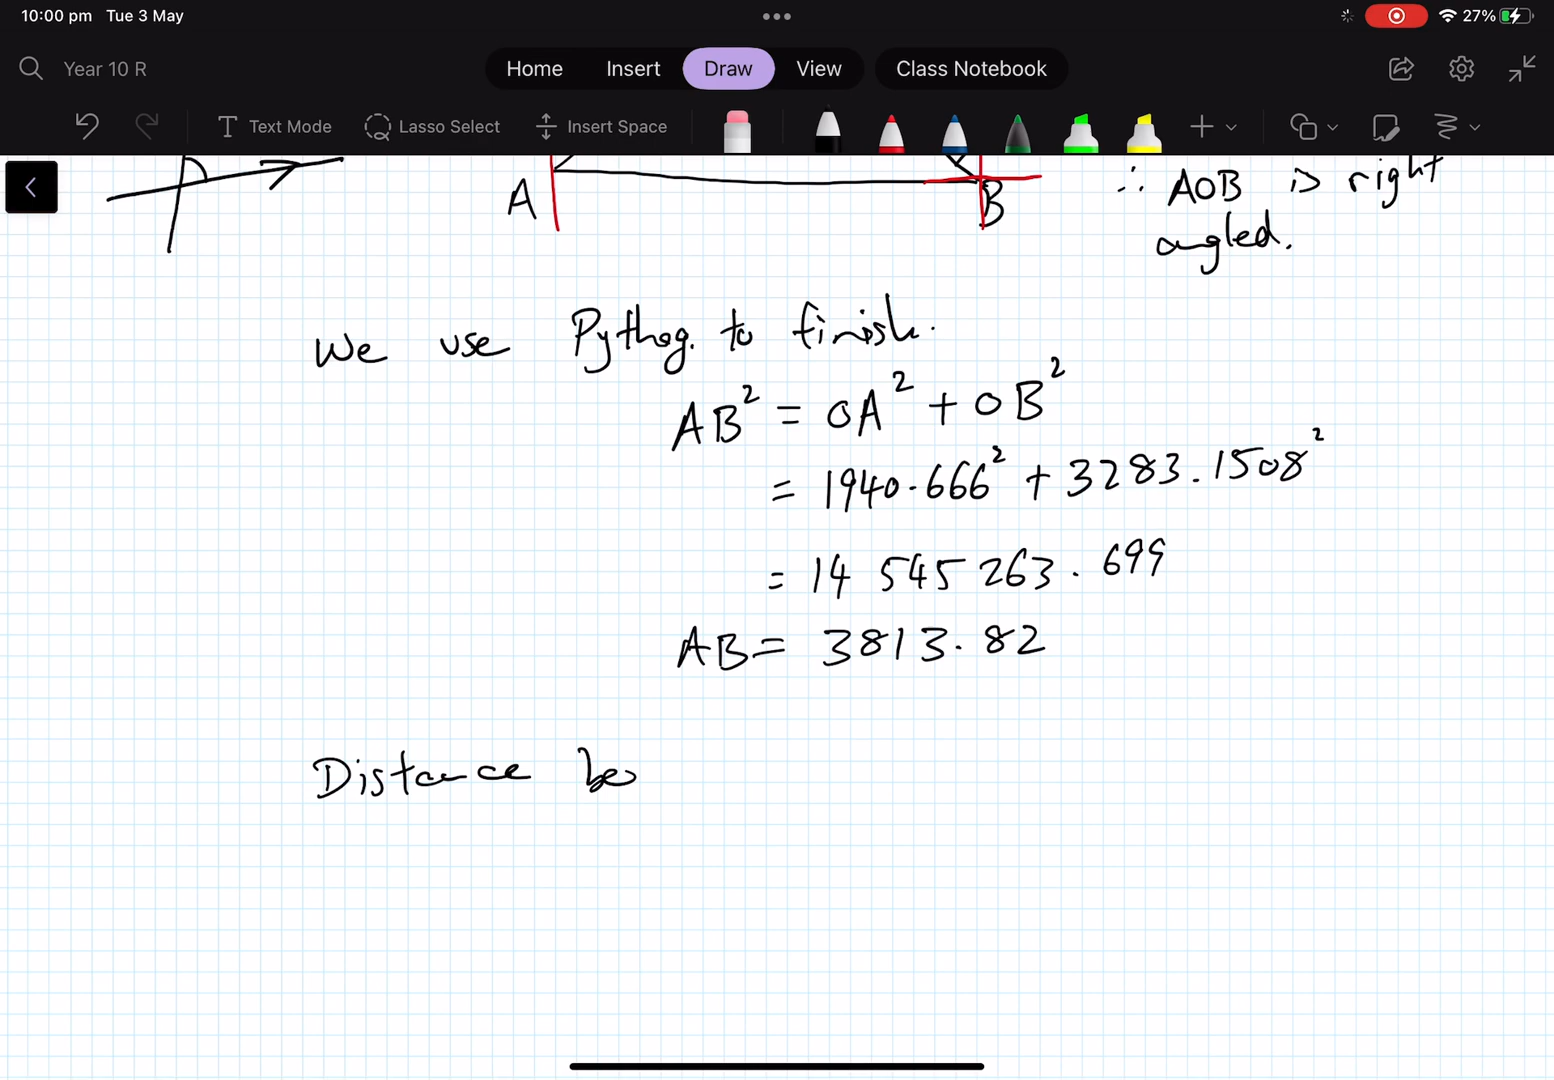 10:00 pm Tue 3 May
27%
Year 10 R
Home Insert Draw View Class Notebook
Text Mode Lasso Select Insert Space
A
B
∴ AOB is right
angled.
We use Pythag. to finish.
AB² = OA² + OB²
= 1940.666² + 3283.1508²
= 14 545 263.699
AB = 3813.82
Distance be